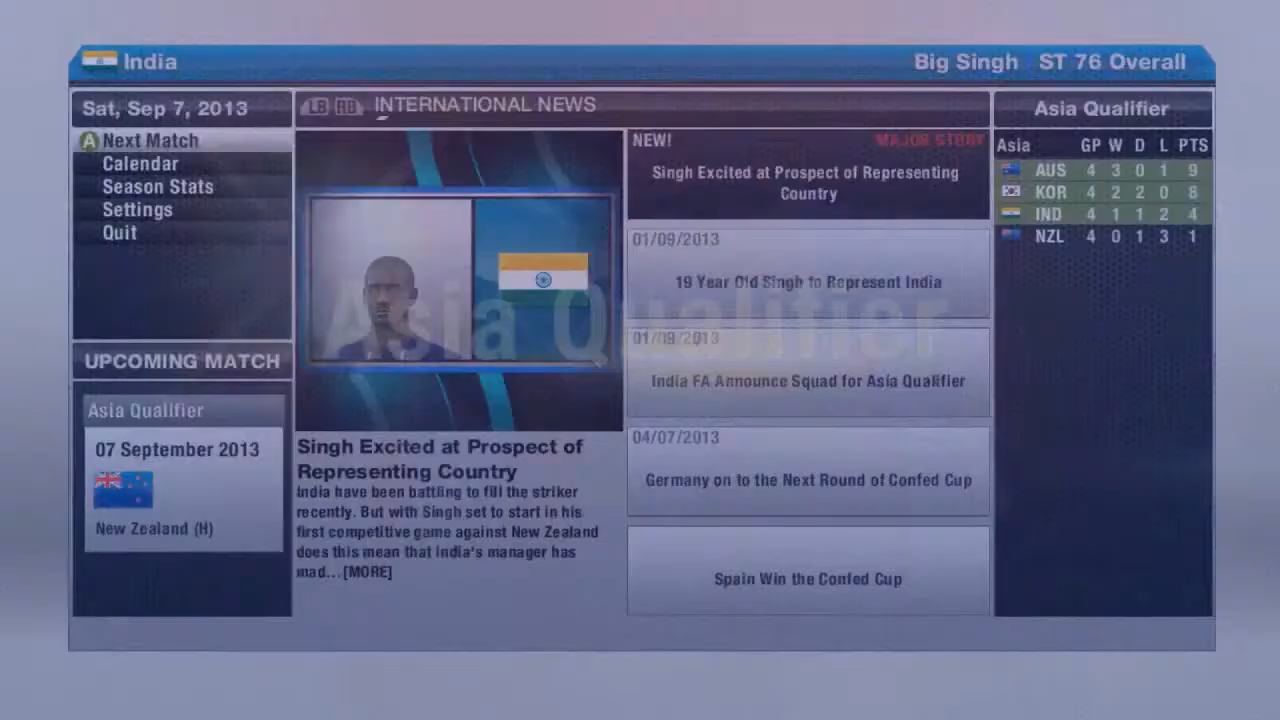 India
Big Singh ST 76 Overall
Sat, Sep 7, 2013
A Next Match
Calendar
Season Stats
Settings
Quit
UPCOMING MATCH
Asia Qualifier
07 September 2013
New Zealand (H)
LB RB INTERNATIONAL NEWS
Asia Qualifier
Singh Excited at Prospect of
Representing Country
India have been battling to fill the striker
recently. But with Singh set to start in his
first competitive game against New Zealand
does this mean that India's manager has
mad...[MORE]
NEW! MAJOR STORY
Singh Excited at Prospect of Representing
Country
01/09/2013
19 Year Old Singh to Represent India
01/09/2013
India FA Announce Squad for Asia Qualifier
04/07/2013
Germany on to the Next Round of Confed Cup
Spain Win the Confed Cup
Asia Qualifier
Asia GP W D L PTS
AUS 4 3 0 1 9
KOR 4 2 2 0 8
IND 4 1 1 2 4
NZL 4 0 1 3 1